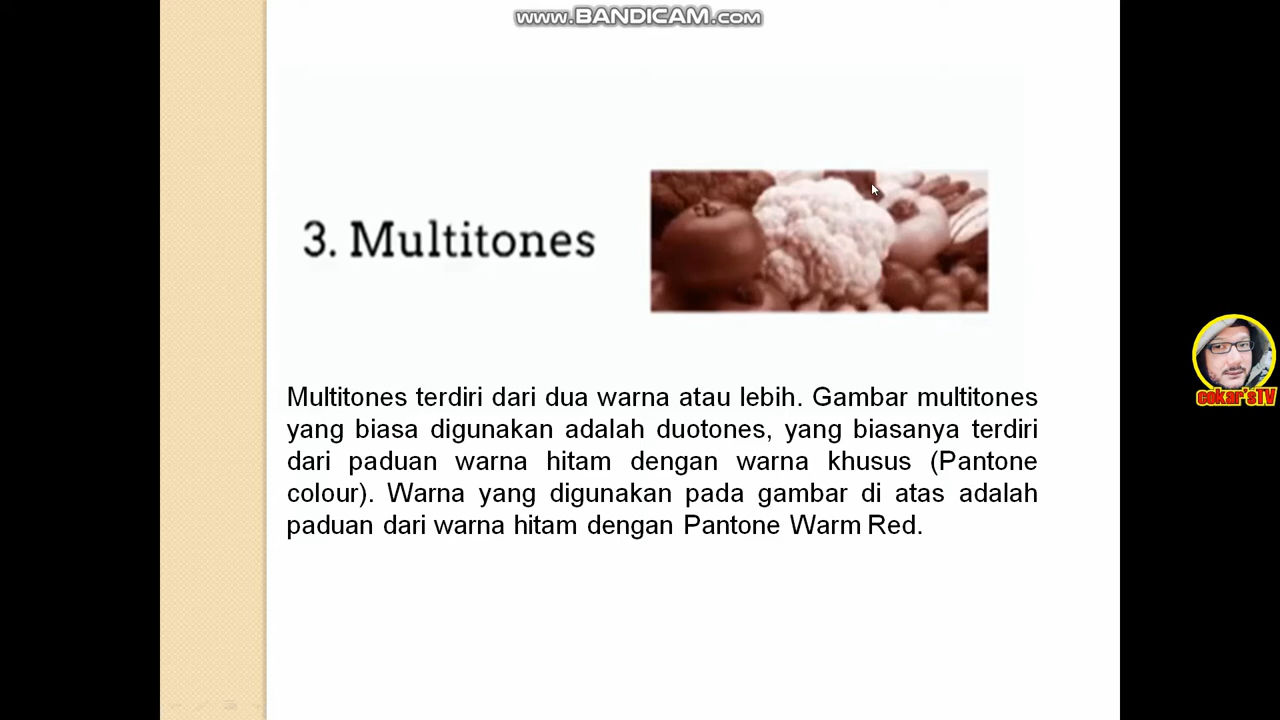 www.BANDICAM.com
3. Multitones
Multitones terdiri dari dua warna atau lebih. Gambar multitones
yang biasa digunakan adalah duotones, yang biasanya terdiri
dari paduan warna hitam dengan warna khusus (Pantone
colour). Warna yang digunakan pada gambar di atas adalah
paduan dari warna hitam dengan Pantone Warm Red.
cokar'sTV